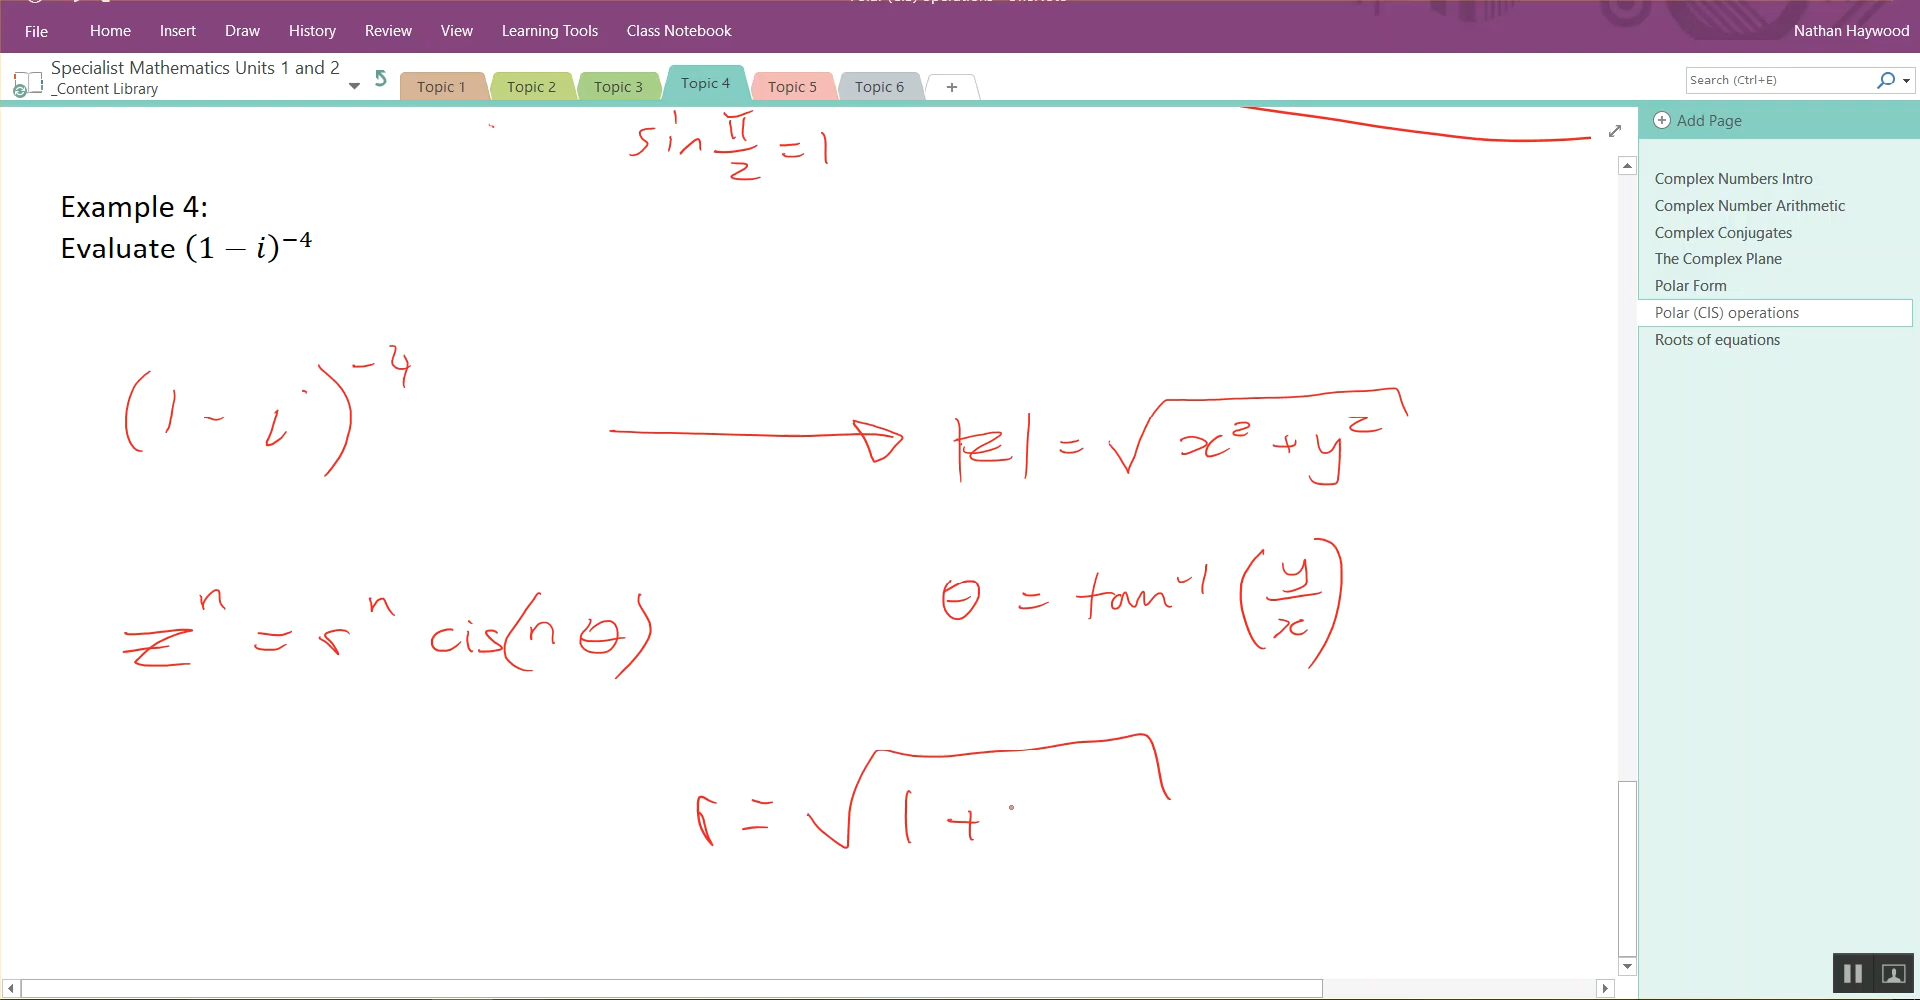 File Home Insert Draw History Review View Learning Tools Class Notebook Nathan Haywood
Specialist Mathematics Units 1 and 2
_Content Library
Topic 1 Topic 2 Topic 3 Topic 4 Topic 5 Topic 6 +
Search (Ctrl+E)
Add Page
Complex Numbers Intro
Complex Number Arithmetic
Complex Conjugates
The Complex Plane
Polar Form
Polar (CIS) operations
Roots of equations
sin π/2 = 1
Example 4:
Evaluate (1 − i)⁻⁴
(1 - i)⁻⁴
|z| = √(x² + y²)
θ = tan⁻¹(y/x)
zⁿ = rⁿ cis(n θ)
r = √(1 +